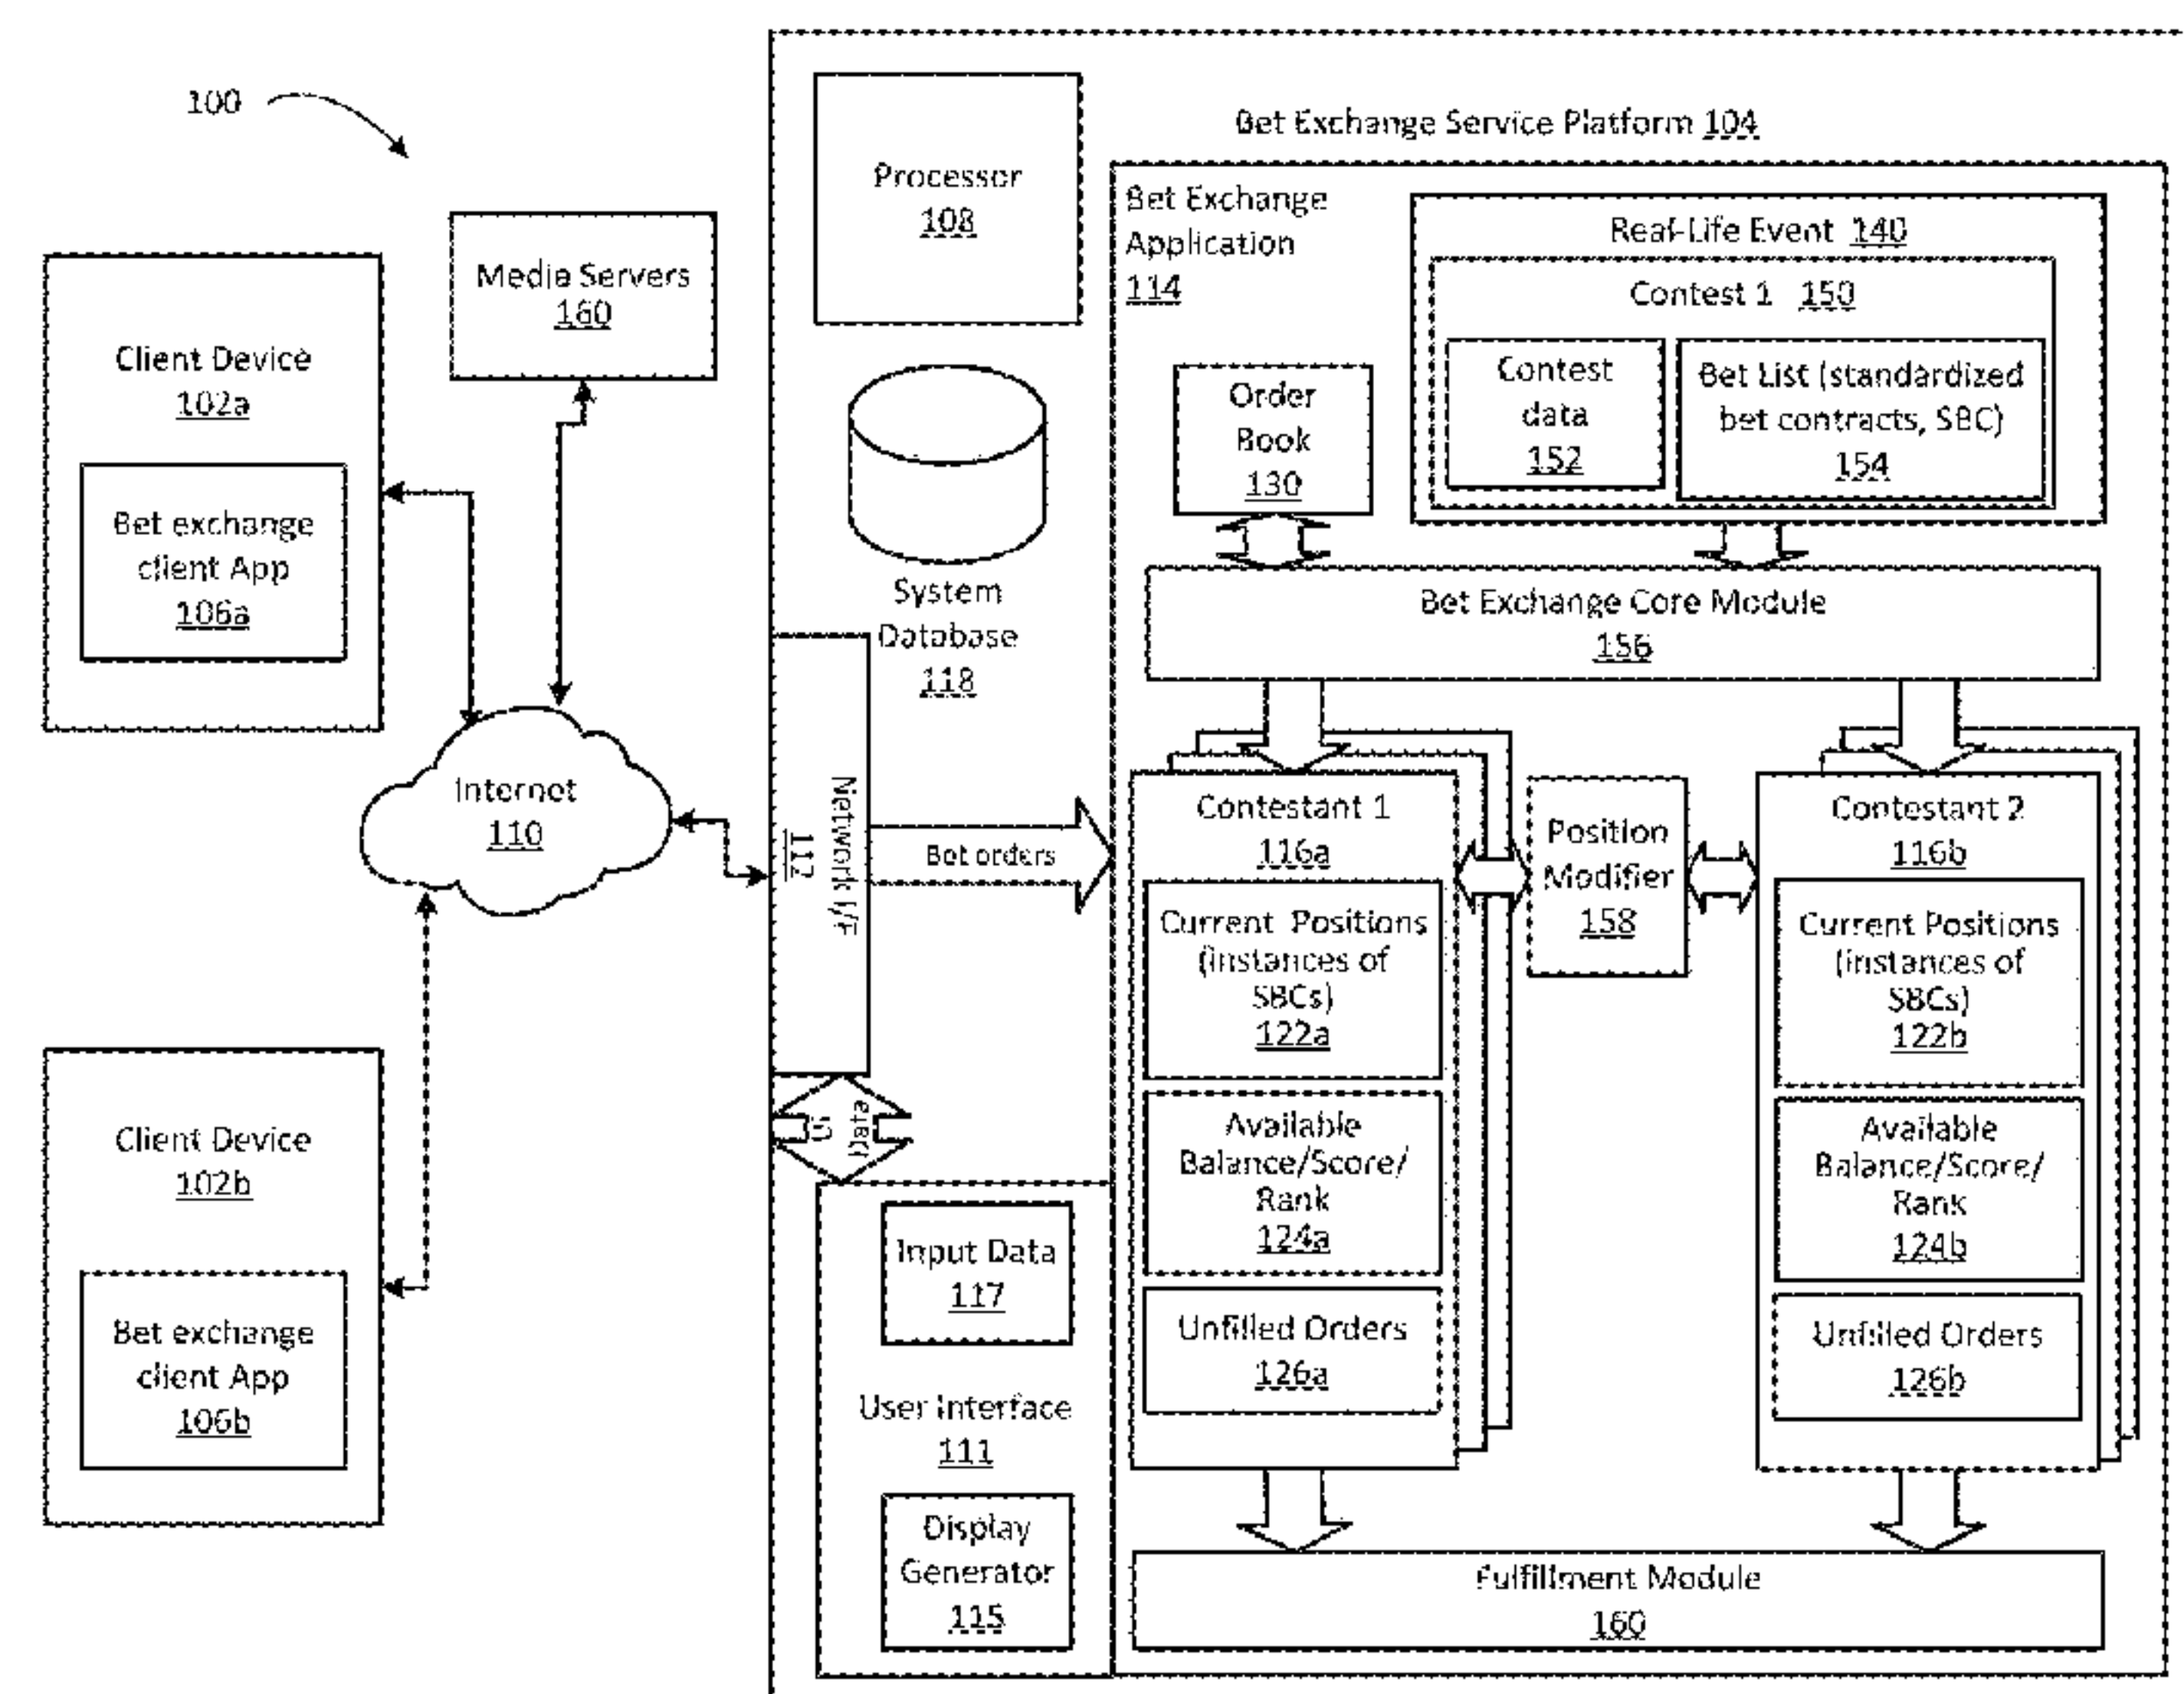 100
Bet Exchange Service Platform 104
Processor
108
Media Servers
160
Client Device
102a
Bet exchange
client App
106a
Internet
110
Client Device
102b
Bet exchange
client App
106b
System
Database
118
Network I/F
112
Bet orders
UI
Data
Input Data
117
User Interface
111
Display
Generator
115
Bet Exchange
Application
114
Real-Life Event 140
Contest 1 150
Contest
data
152
Bet List (standardized
bet contracts, SBC)
154
Order
Book
130
Bet Exchange Core Module
156
Contestant 1
116a
Current Positions
(instances of
SBCs)
122a
Available
Balance/Score/
Rank
124a
Unfilled Orders
126a
Position
Modifier
158
Contestant 2
116b
Current Positions
(instances of
SBCs)
122b
Available
Balance/Score/
Rank
124b
Unfilled Orders
126b
Fulfillment Module
160